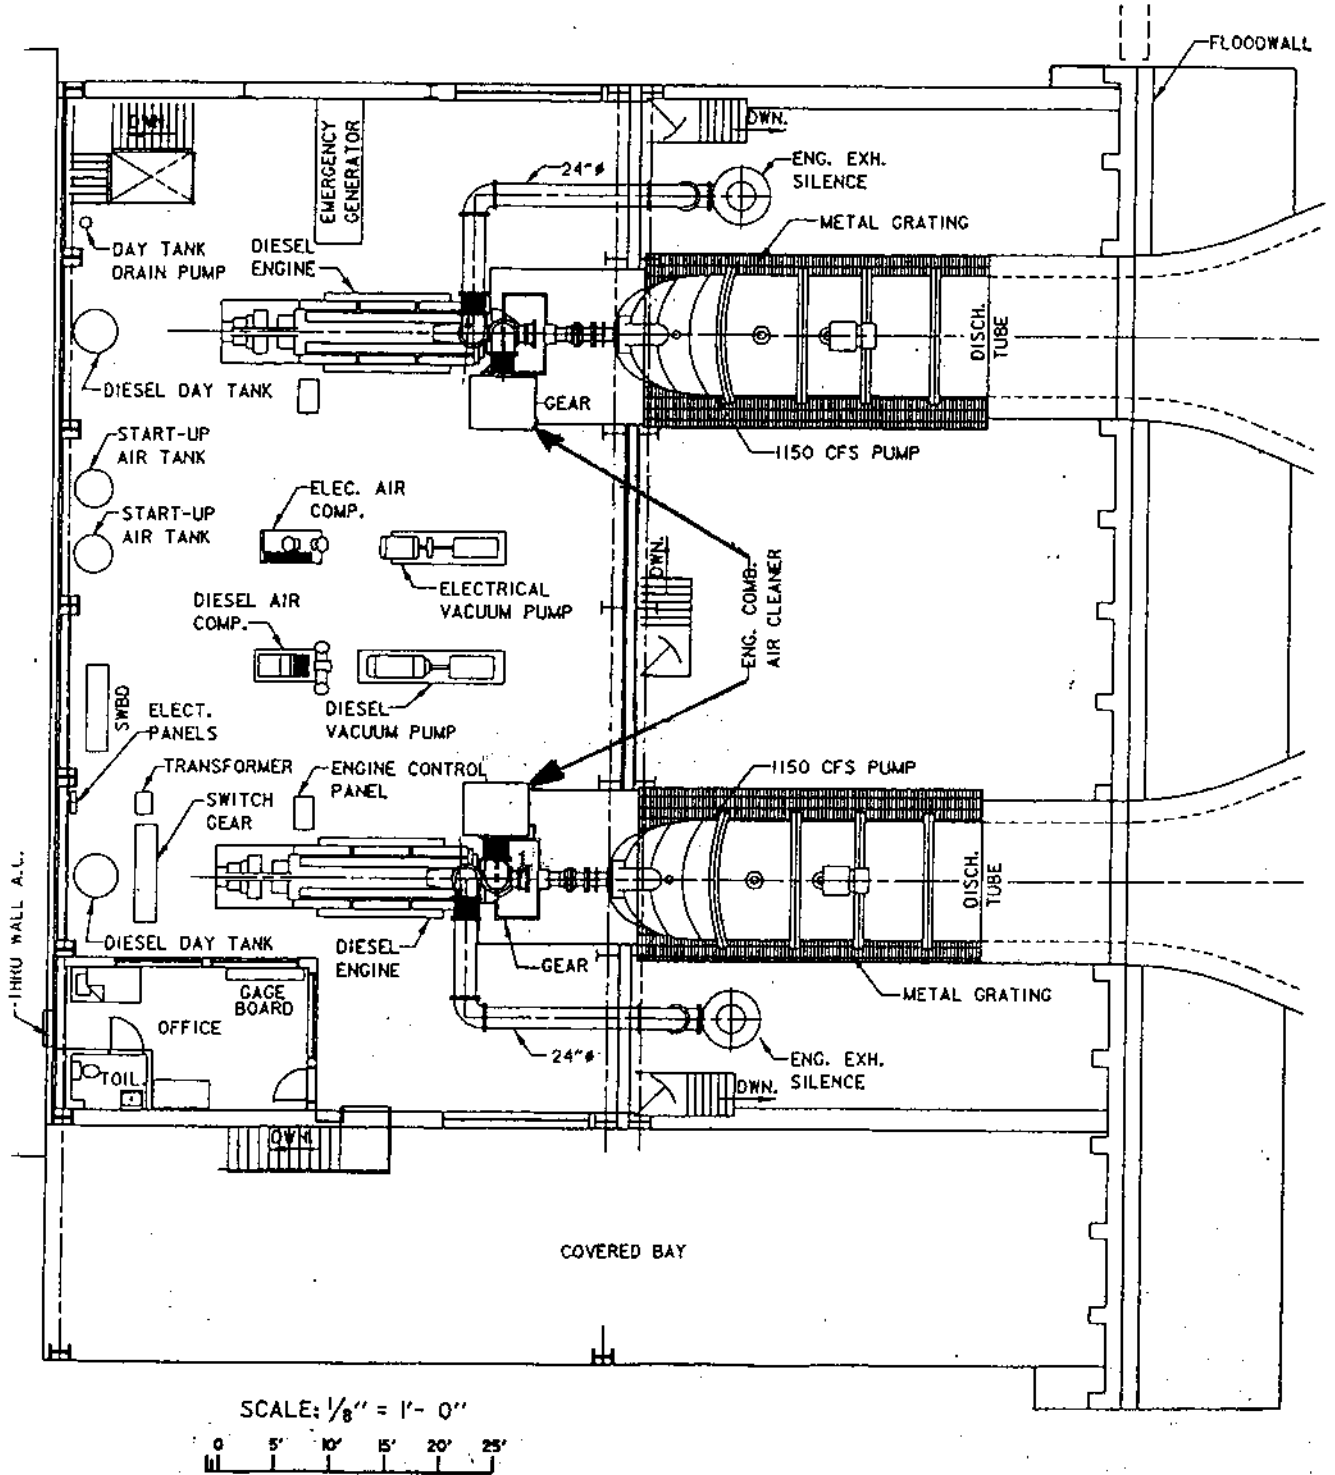 FLOODWALL
DWN.
DWN.
EMERGENCY
GENERATOR
24"ø
ENG. EXH.
SILENCE
METAL GRATING
DAY TANK
DRAIN PUMP
DIESEL
ENGINE
DISCH.
TUBE
DIESEL DAY TANK
GEAR
START-UP
AIR TANK
1150 CFS PUMP
ELEC. AIR
COMP.
START-UP
AIR TANK
DWN.
ENG. COMB.
AIR CLEANER
ELECTRICAL
VACUUM PUMP
DIESEL AIR
COMP.
SWBD
ELECT.
PANELS
DIESEL
VACUUM PUMP
TRANSFORMER
ENGINE CONTROL
PANEL
1150 CFS PUMP
SWITCH
GEAR
THRU WALL A.C.
DISCH.
TUBE
DIESEL DAY TANK
DIESEL
ENGINE
GEAR
METAL GRATING
GAGE
BOARD
OFFICE
24"ø
ENG. EXH.
SILENCE
TOIL.
DWN.
DWN.
COVERED BAY
SCALE: 1/8" = 1'- 0"
0 5' 10' 15' 20' 25'